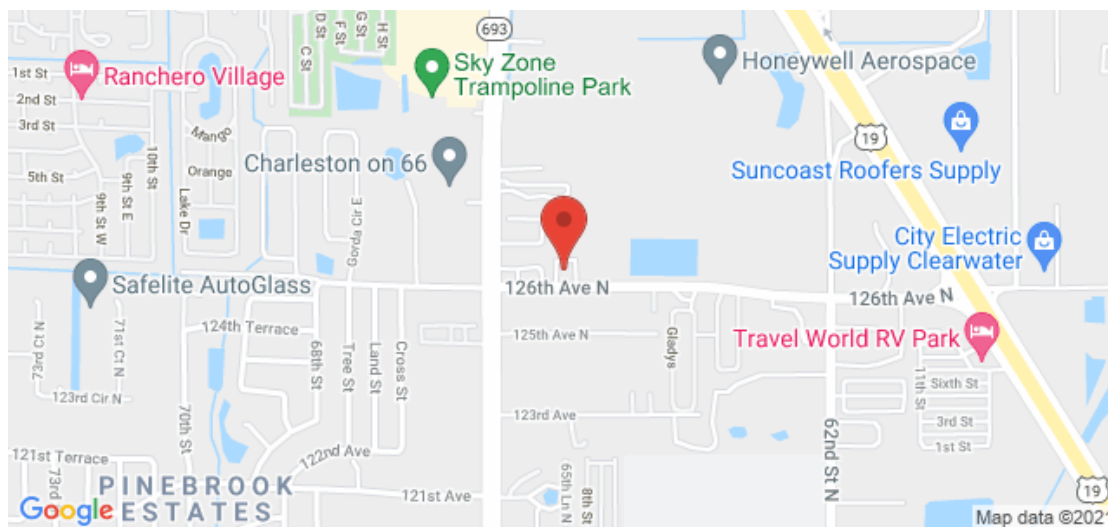 693
Sky Zone
Trampoline Park
Honeywell Aerospace
19
Suncoast Roofers Supply
Ranchero Village
1st St
2nd St
3rd St
5th St
10th St
9th St E
9th St W
Mango
Orange
Lake Dr
C St
D St
F St
G St
H St
Charleston on 66
Gorda Cir E
City Electric
Supply Clearwater
Safelite AutoGlass
126th Ave N
126th Ave N
Travel World RV Park
124th Terrace
125th Ave N
Gladys
73rd Ct N
71st Ct N
68th St
Tree St
Land St
Cross St
70th St
123rd Cir N
123rd Ave
62nd St N
11th St
Sixth St
3rd St
1st St
121st Terrace
73rd
122nd Ave
121st Ave
65th Ln N
8th St
PINEBROOK
ESTATES
19
Google
Map data ©2021